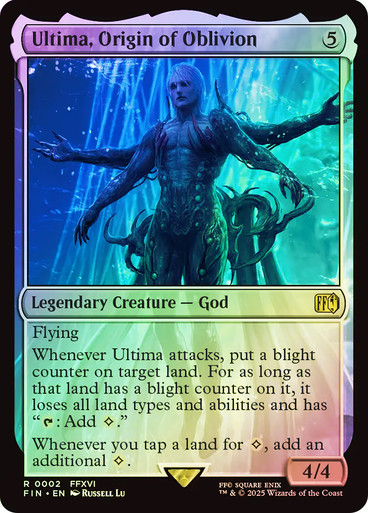 Ultima, Origin of Oblivion 5
Legendary Creature — God
FFC
Flying
Whenever Ultima attacks, put a blight
counter on target land. For as long as
that land has a blight counter on it, it
loses all land types and abilities and has
“: Add .”
Whenever you tap a land for , add an
additional .
4/4
R 0002 FFXVI
FIN • EN Russell Lu
FFC SQUARE ENIX
™ & © 2025 Wizards of the Coast